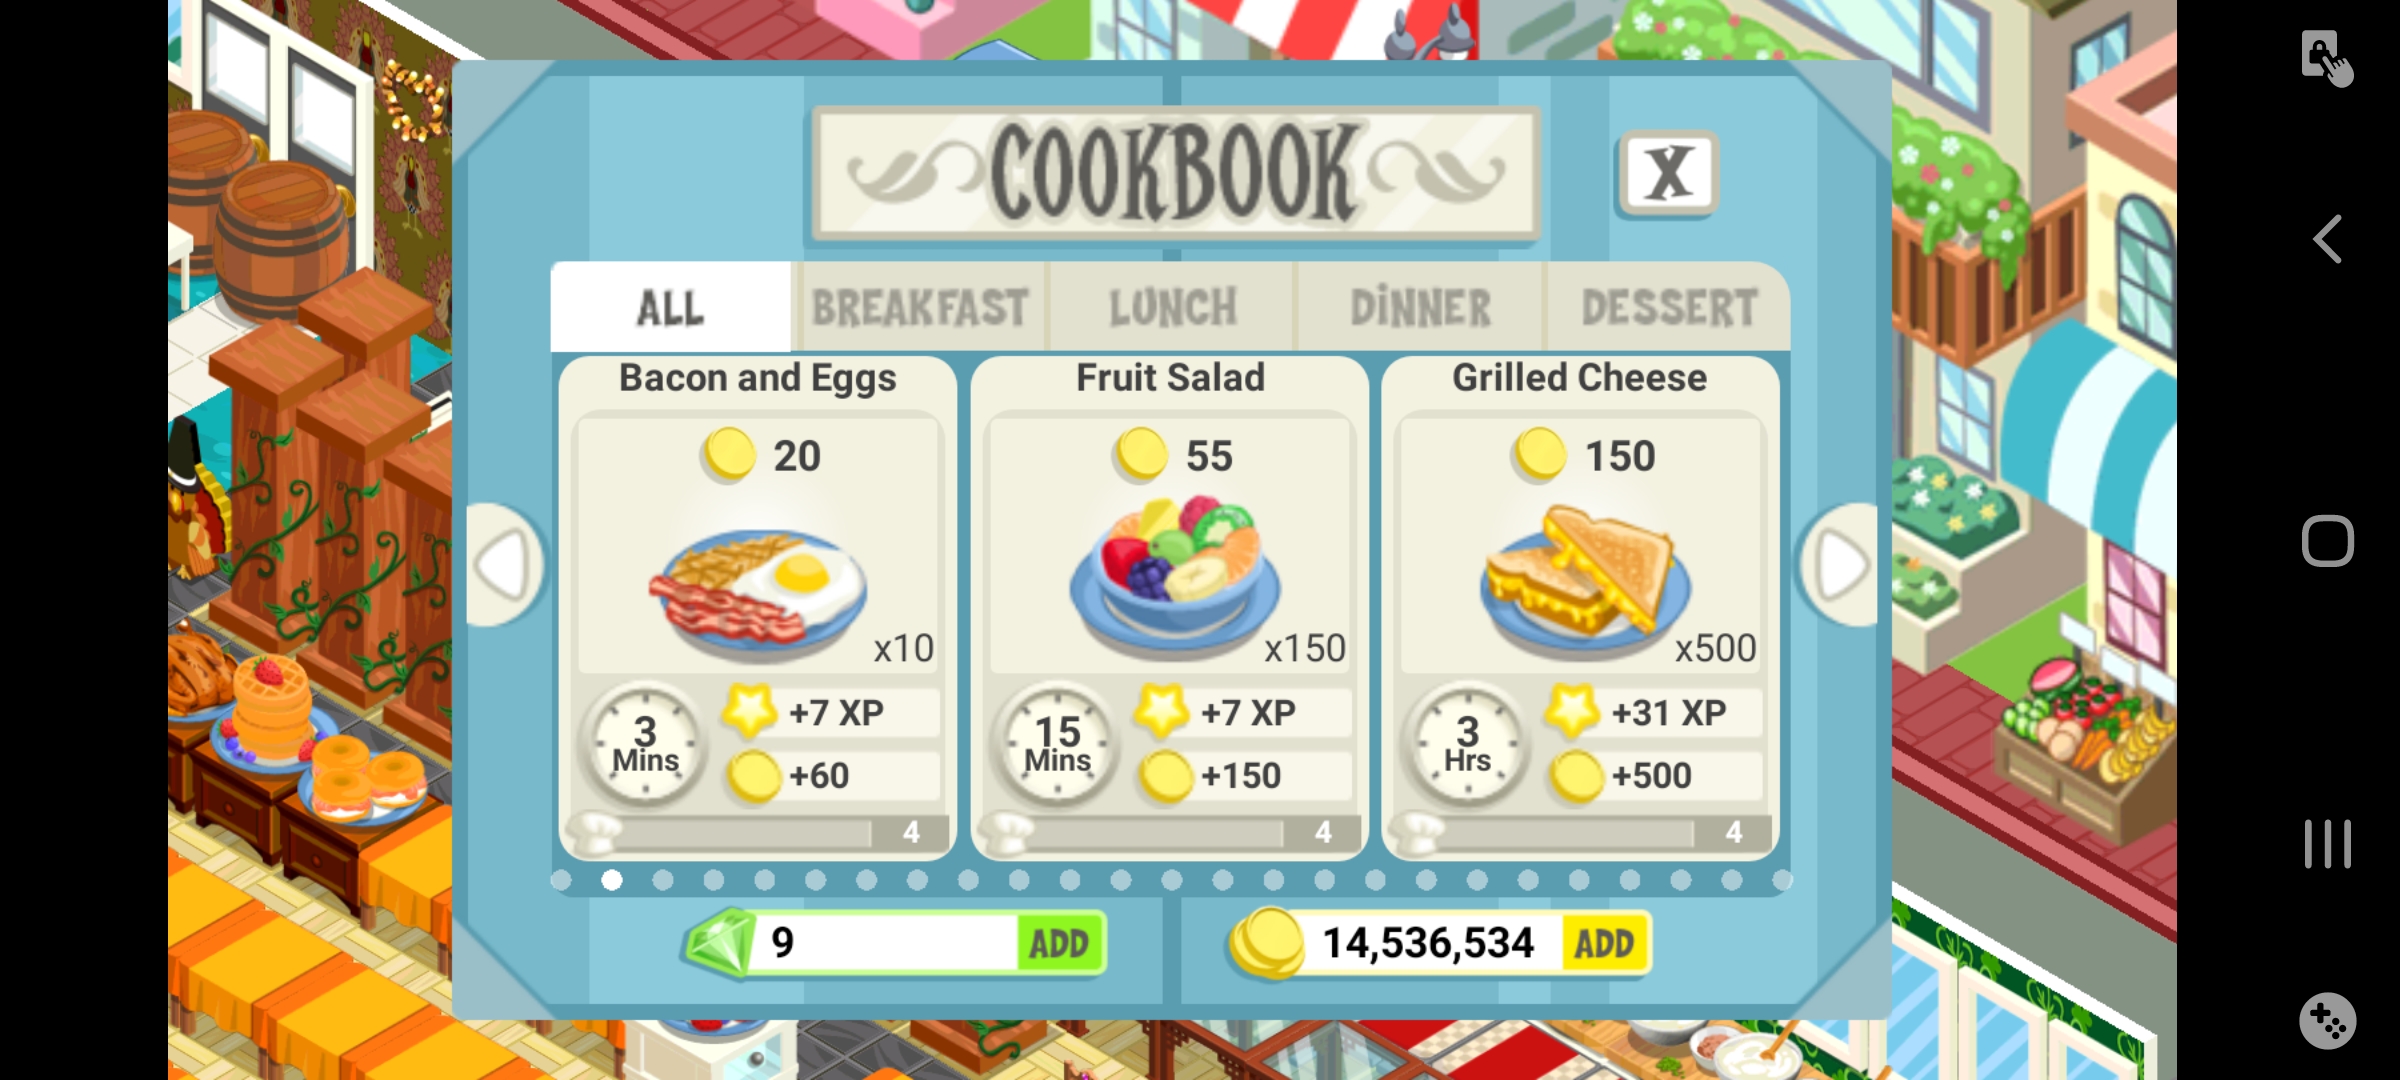 COOKBOOK
X
ALL
BREAKFAST
LUNCH
DINNER
DESSERT
Bacon and Eggs
20
x10
3
Mins
+7 XP
+60
4
Fruit Salad
55
x150
15
Mins
+7 XP
+150
4
Grilled Cheese
150
x500
3
Hrs
+31 XP
+500
4
9
ADD
14,536,534
ADD